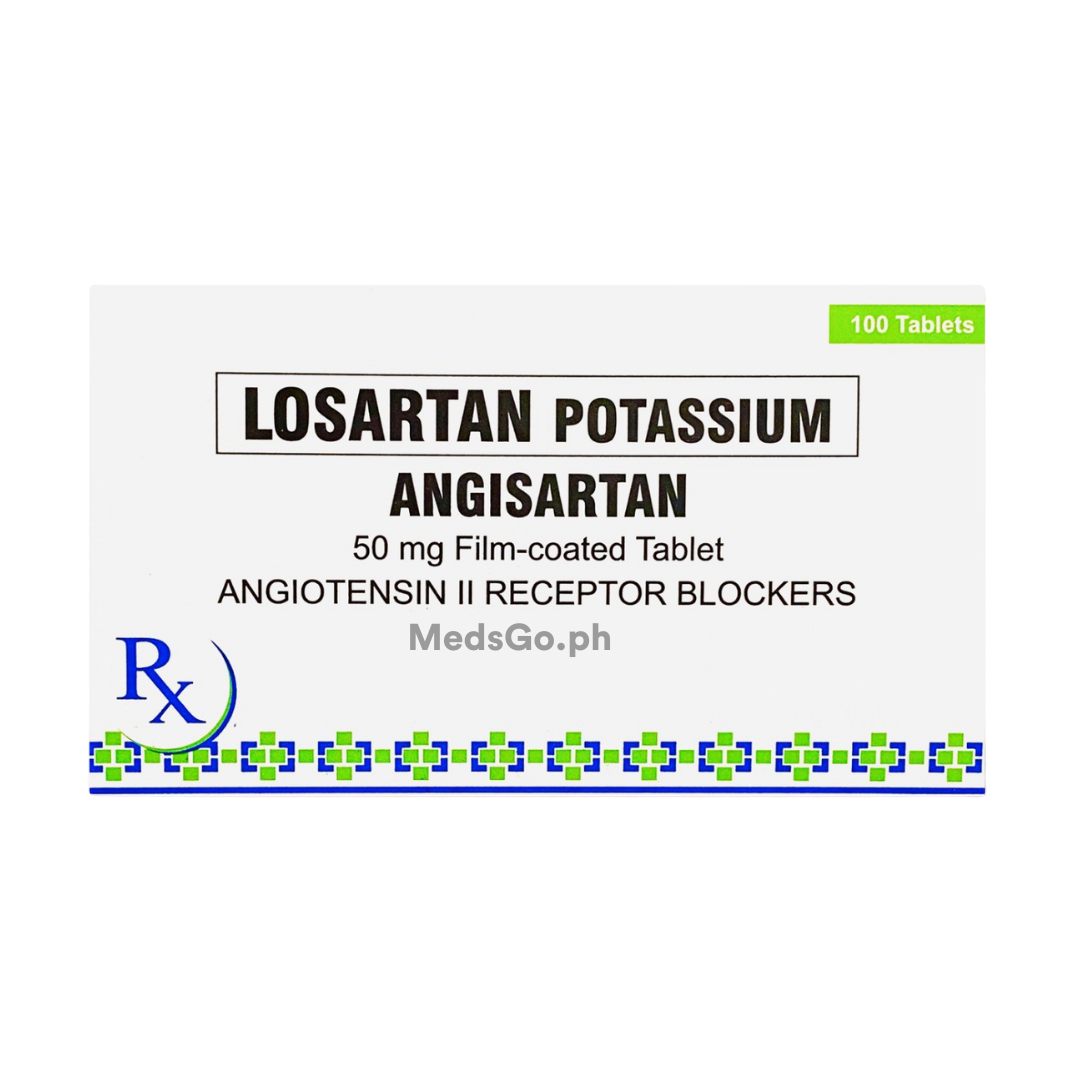 100 Tablets
LOSARTAN POTASSIUM
ANGISARTAN
50 mg Film-coated Tablet
ANGIOTENSIN II RECEPTOR BLOCKERS
MedsGo.ph
Rx